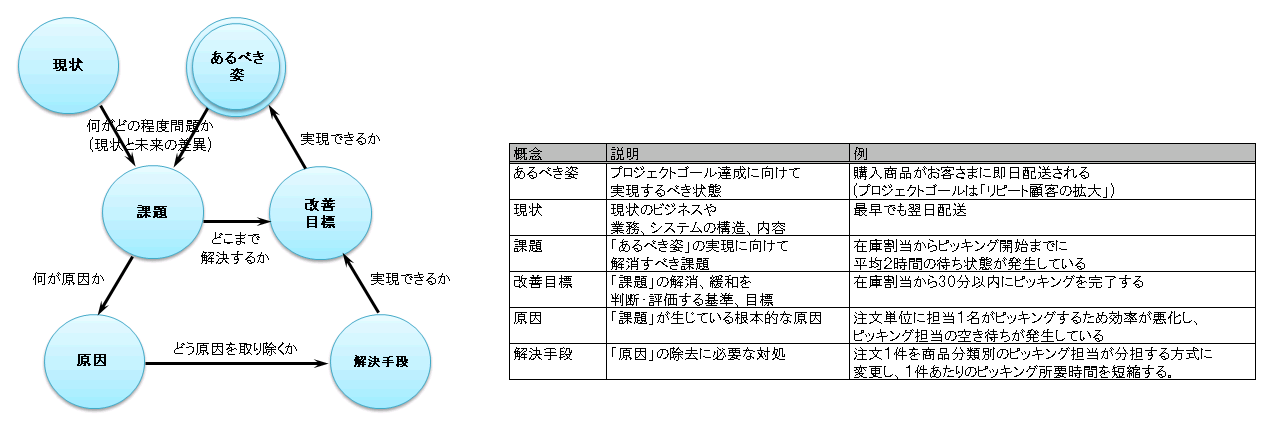 現状
あるべき
姿
何がどの程度問題か
(現状と未来の差異)
実現できるか
課題
改善
目標
どこまで
解決するか
何が原因か
実現できるか
原因
どう原因を取り除くか
解決手段
概念 説明 例
あるべき姿 プロジェクトゴール達成に向けて 購入商品がお客さまに即日配送される
実現するべき状態 (プロジェクトゴールは「リピート顧客の拡大」)
現状 現状のビジネスや 最早でも翌日配送
業務、システムの構造、内容
課題 「あるべき姿」の実現に向けて 在庫割当からピッキング開始までに
解消すべき課題 平均2時間の待ち状態が発生している
改善目標 「課題」の解消、緩和を 在庫割当から30分以内にピッキングを完了する
判断・評価する基準、目標
原因 「課題」が生じている根本的な原因 注文単位に担当1名がピッキングするため効率が悪化し、
ピッキング担当の空き待ちが発生している
解決手段 「原因」の除去に必要な対処 注文1件を商品分類別のピッキング担当が分担する方式に
変更し、1件あたりのピッキング所要時間を短縮する。